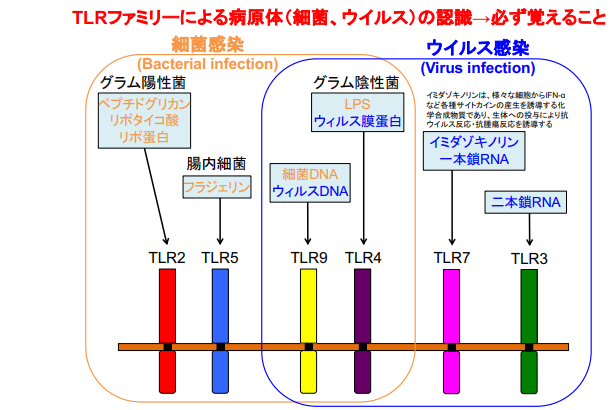 TLRファミリーによる病原体（細菌、ウイルス）の認識→必ず覚えること
細菌感染
(Bacterial infection)
ウイルス感染
(Virus infection)
グラム陽性菌
ペプチドグリカン
リポタイコ酸
リポ蛋白
腸内細菌
フラジェリン
グラム陰性菌
LPS
ウィルス膜蛋白
細菌DNA
ウィルスDNA
イミダゾキノリンは、様々な細胞からIFN-α
など各種サイトカインの産生を誘導する化
学合成物質であり、生体への投与により抗
ウイルス反応・抗腫瘍反応を誘導する
イミダゾキノリン
一本鎖RNA
二本鎖RNA
TLR2
TLR5
TLR9
TLR4
TLR7
TLR3